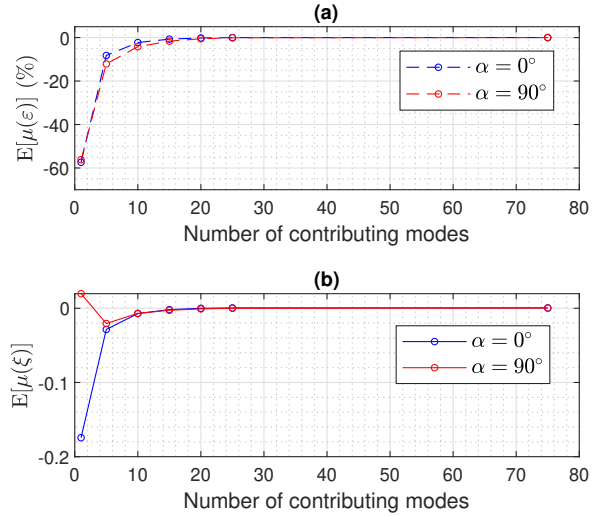 (a)
0
-20
-40
-60
E[μ(ε)] (%)
α = 0°
α = 90°
0 10 20 30 40 50 60 70 80
Number of contributing modes
(b)
0
-0.1
-0.2
E[μ(ξ)]
α = 0°
α = 90°
0 10 20 30 40 50 60 70 80
Number of contributing modes